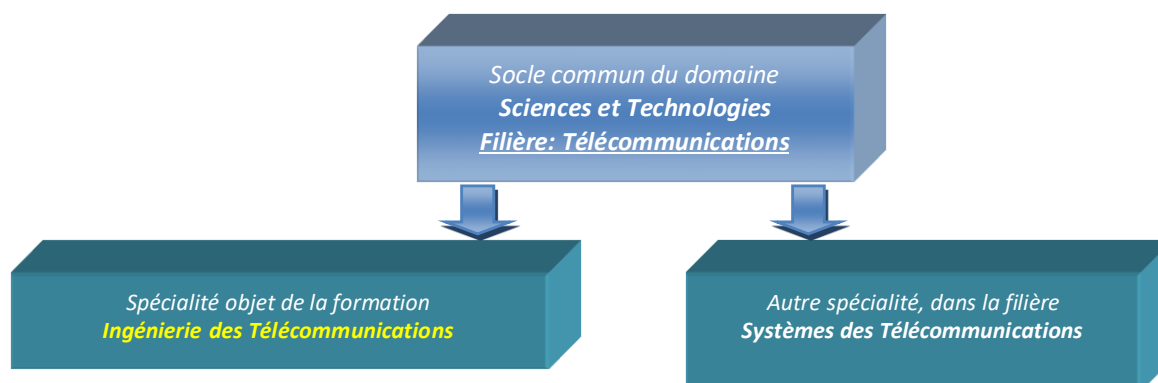 Socle commun du domaine
Sciences et Technologies
Filière: Télécommunications
Spécialité objet de la formation
Ingénierie des Télécommunications
Autre spécialité, dans la filière
Systèmes des Télécommunications